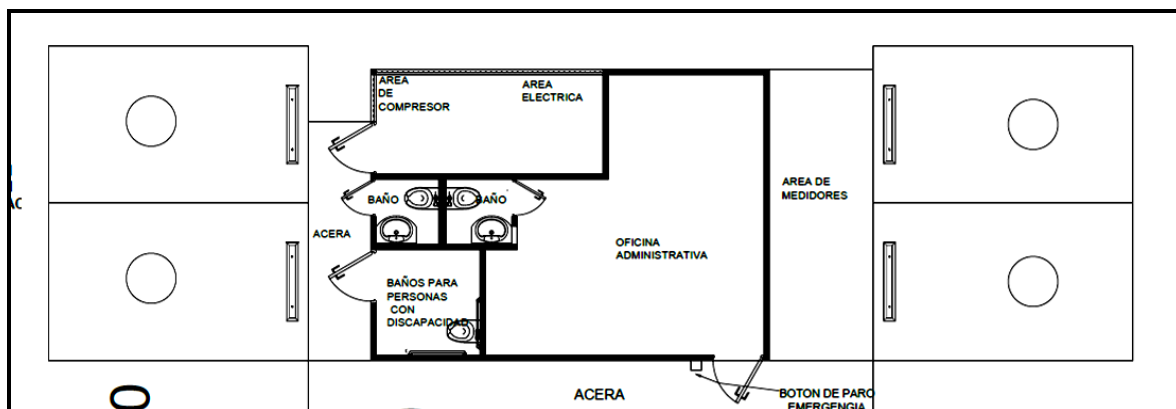 AREA
DE
COMPRESOR
AREA
ELECTRICA
BAÑO
BAÑO
AREA DE
MEDIDORES
ACERA
OFICINA
ADMINISTRATIVA
BAÑOS PARA
PERSONAS
CON
DISCAPACIDAD
ACERA
BOTON DE PARO
EMERGENGIA